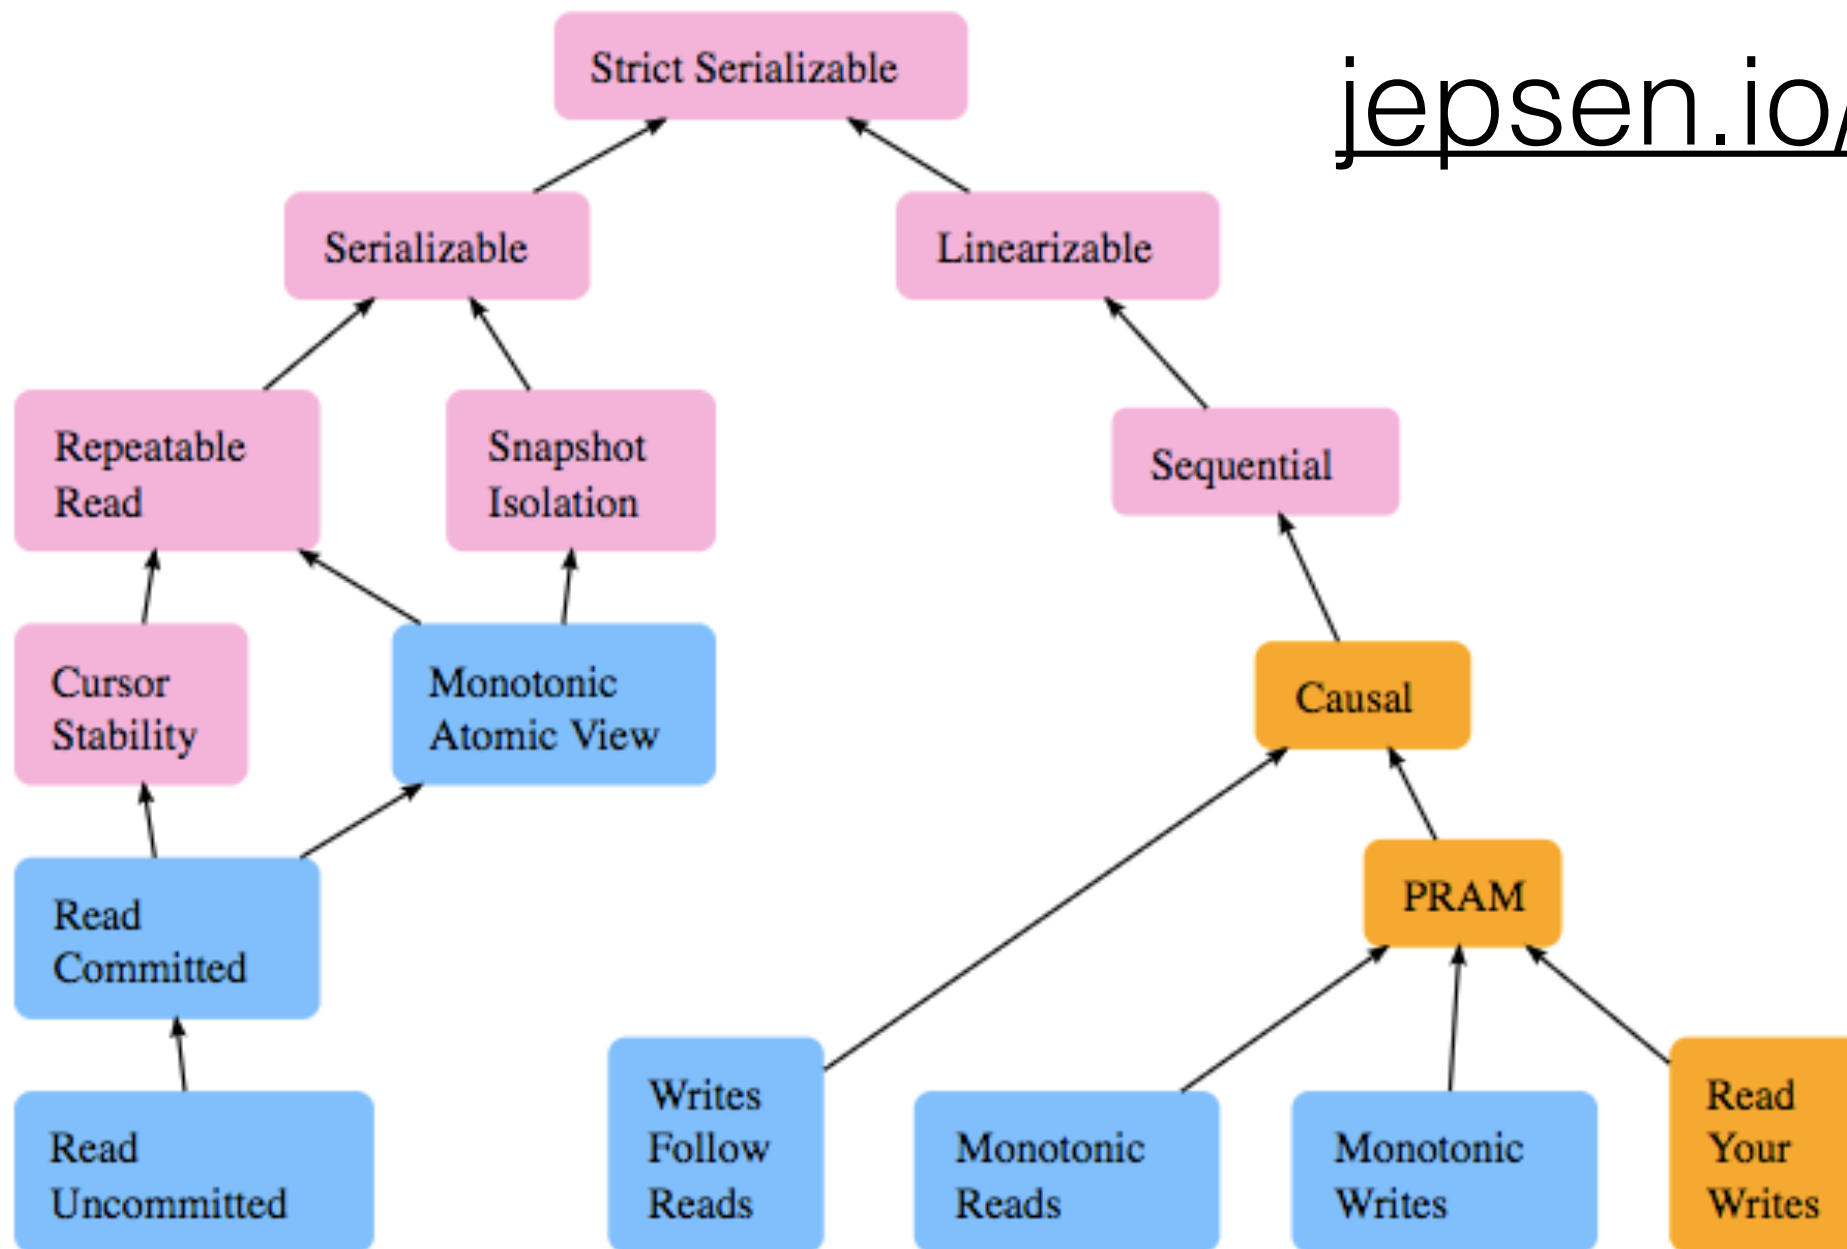 Strict Serializable
jepsen.io/
Serializable
Linearizable
Repeatable
Read
Snapshot
Isolation
Sequential
Cursor
Stability
Monotonic
Atomic View
Causal
Read
Committed
PRAM
Read
Uncommitted
Writes
Follow
Reads
Monotonic
Reads
Monotonic
Writes
Read
Your
Writes